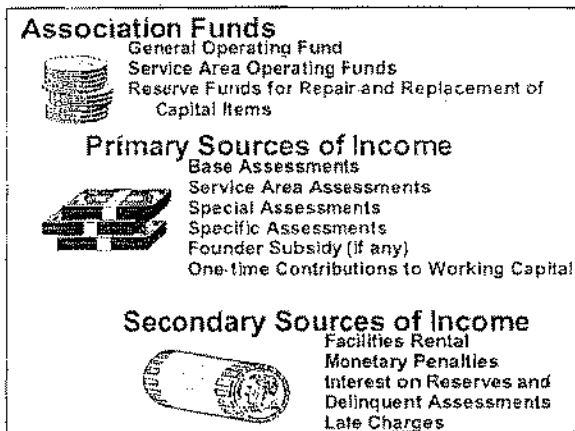 Association Funds
General Operating Fund
Service Area Operating Funds
Reserve Funds for Repair and Replacement of
Capital Items
Primary Sources of Income
Base Assessments
Service Area Assessments
Special Assessments
Specific Assessments
Founder Subsidy (if any)
One-time Contributions to Working Capital
Secondary Sources of Income
Facilities Rental
Monetary Penalties
Interest on Reserves and
Delinquent Assessments
Late Charges